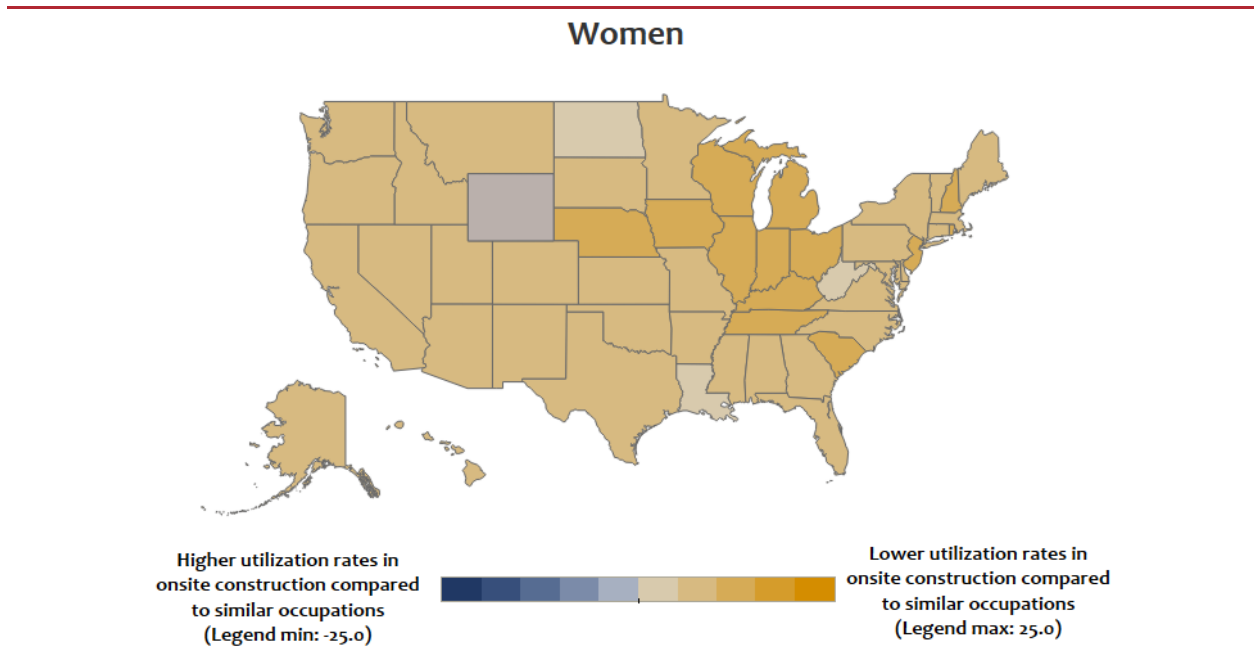 Women
Higher utilization rates in
onsite construction compared
to similar occupations
(Legend min: -25.0)
Lower utilization rates in
onsite construction compared
to similar occupations
(Legend max: 25.0)